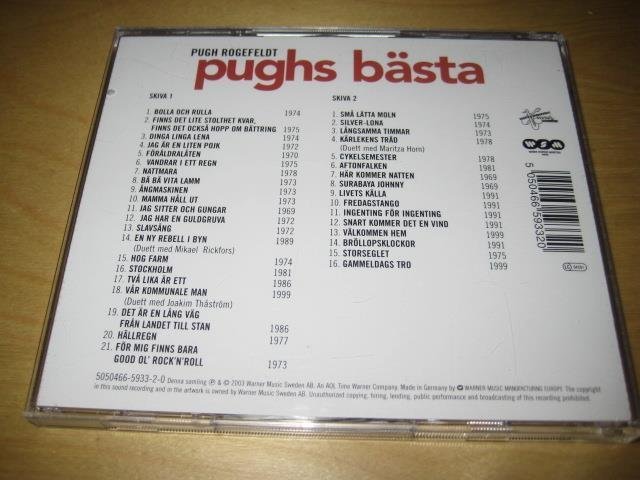 PUGH ROGEFELDT
pughs bästa
SKIVA 1
1. BOLLA OCH RULLA 1974
2. FINNS DET LITE STOLTHET KVAR,
FINNS DET OCKSÅ HOPP OM BÄTTRING 1975
3. DINGA LINGA LENA 1974
4. JAG ÄR EN LITEN POJK 1972
5. FÖRÄLDRALÅTEN 1970
6. VANDRAR I ETT REGN 1975
7. NATTMARA 1978
8. BÄ BÄ VITA LAMM 1973
9. ÅNGMASKINEN 1973
10. MAMMA HÅLL UT 1973
11. JAG SITTER OCH GUNGAR 1969
12. JAG HAR EN GULDGRUVA 1972
13. SLAVSÅNG 1972
14. EN NY REBELL I BYN 1989
(Duett med Mikael Rickfors)
15. HOG FARM 1974
16. STOCKHOLM 1981
17. TVÅ LIKA ÄR ETT 1986
18. VÅR KOMMUNALE MAN 1999
(Duett med Joakim Thåström)
19. DET ÄR EN LÅNG VÄG
FRÅN LANDET TILL STAN 1986
20. HÄLLREGN 1977
21. FÖR MIG FINNS BARA
GOOD OL' ROCK'N'ROLL 1973
SKIVA 2
1. SMÅ LÄTTA MOLN 1975
2. SILVER-LONA 1974
3. LÅNGSAMMA TIMMAR 1973
4. KÄRLEKENS TRÄD 1978
(Duett med Maritza Horn)
5. CYKELSEMESTER 1978
6. AFTONFALKEN 1981
7. HÄR KOMMER NATTEN 1969
8. SURABAYA JOHNNY 1969
9. LIVETS KÄLLA 1991
10. FREDAGSTANGO 1991
11. INGENTING FÖR INGENTING 1991
12. SNART KOMMER DET EN VIND 1991
13. VÄLKOMMEN HEM 1999
14. BRÖLLOPSKLOCKOR 1991
15. STORSEGLET 1975
16. GAMMELDAGS TRO 1999
WSM
5 050466 593320
5050466-5933-2-0 Denna samling ℗ & © 2003 Warner Music Sweden AB. An AOL Time Warner Company. Made in Germany by WARNER MUSIC MANUFACTURING EUROPE. The copyright
in this sound recording and in the artwork is owned by Warner Music Sweden AB. Unauthorized copying, hiring, lending, public performance and broadcasting of this recording prohibited.